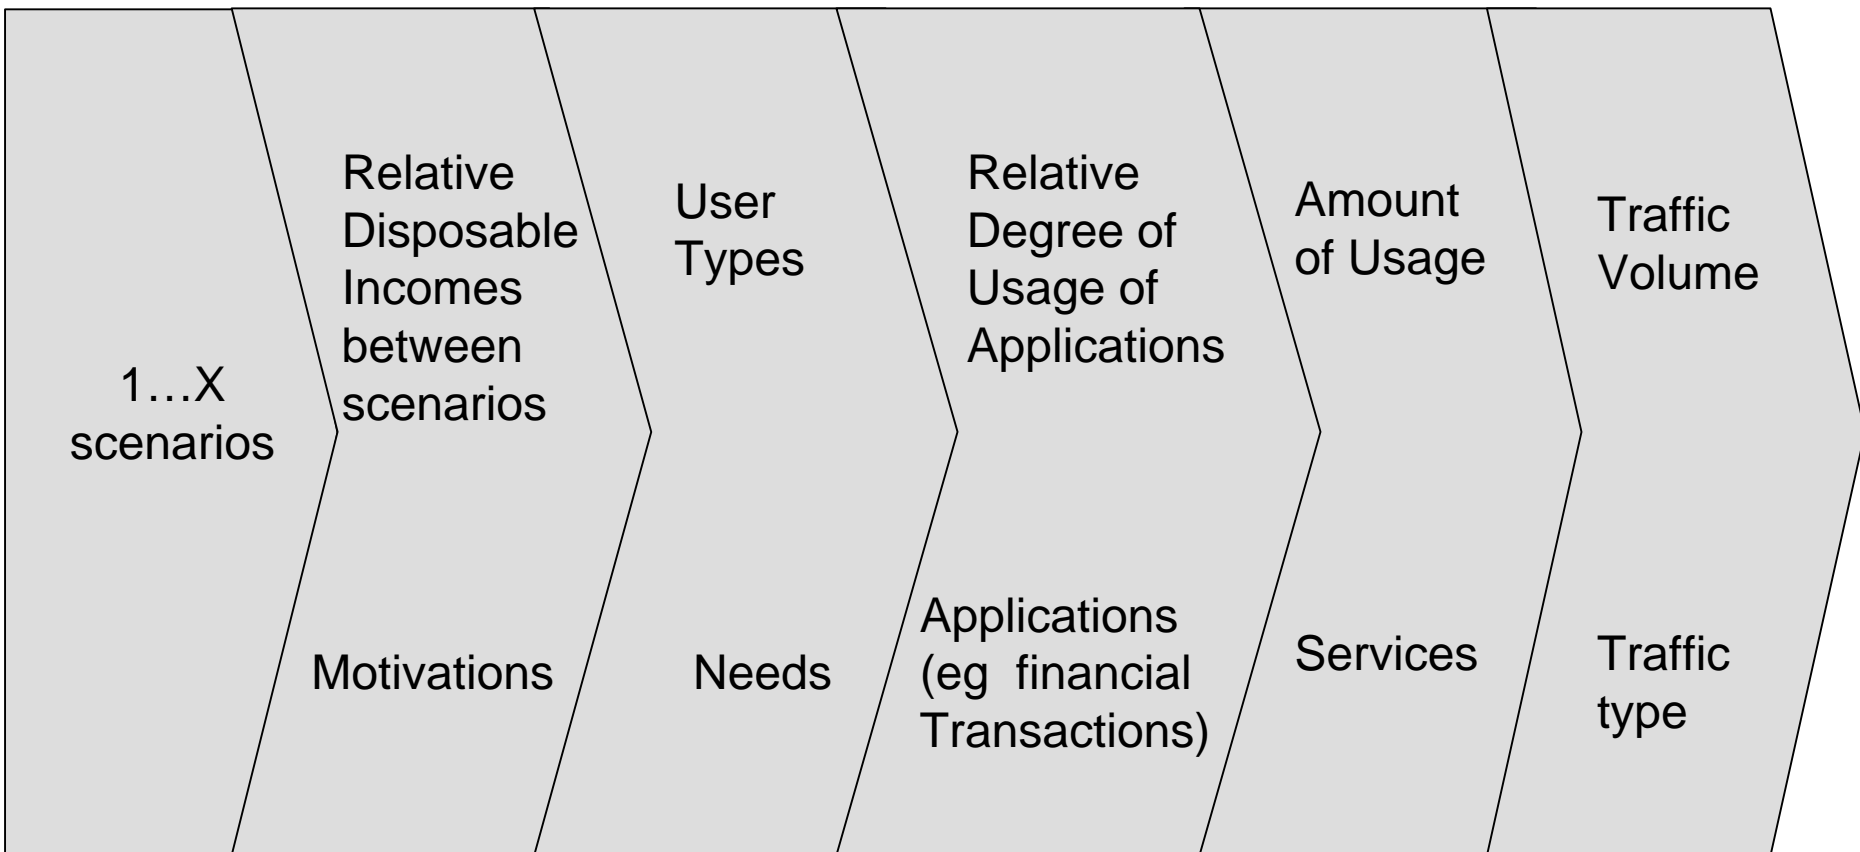 1…X
scenarios
Relative
Disposable
Incomes
between
scenarios
Motivations
User
Types
Needs
Relative
Degree of
Usage of
Applications
Applications
(eg  financial
Transactions)
Amount
of Usage
Services
Traffic
Volume
Traffic
type